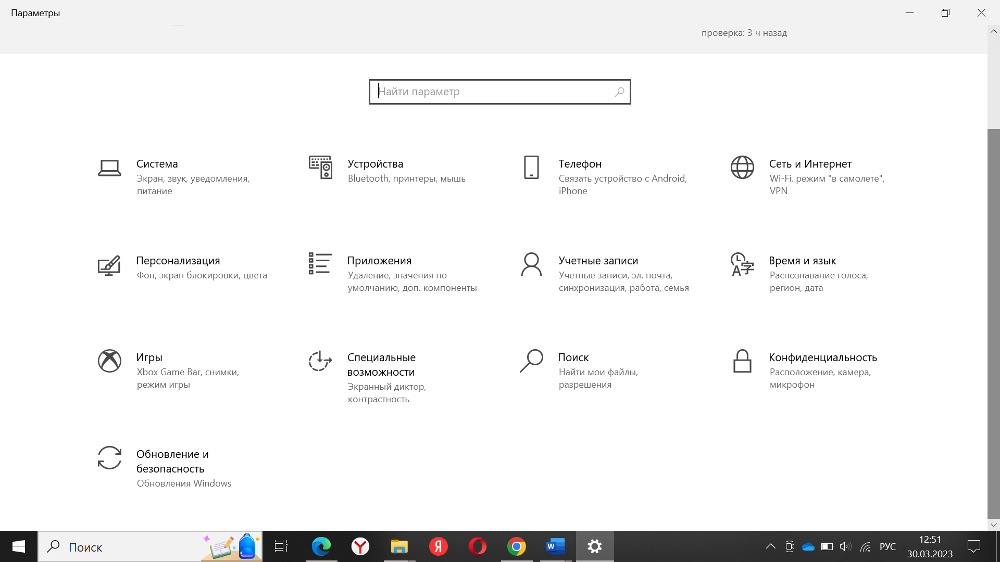 Параметры
проверка: 3 ч назад
Найти параметр
Система
Экран, звук, уведомления,
питание
Устройства
Bluetooth, принтеры, мышь
Телефон
Связать устройство с Android,
iPhone
Сеть и Интернет
Wi-Fi, режим "в самолете",
VPN
Персонализация
Фон, экран блокировки, цвета
Приложения
Удаление, значения по
умолчанию, доп. компоненты
Учетные записи
Учетные записи, эл. почта,
синхронизация, работа, семья
Время и язык
Распознавание голоса,
регион, дата
Игры
Xbox Game Bar, снимки,
режим игры
Специальные
возможности
Экранный диктор,
контрастность
Поиск
Найти мои файлы,
разрешения
Конфиденциальность
Расположение, камера,
микрофон
Обновление и
безопасность
Обновления Windows
Поиск
РУС
12:51
30.03.2023